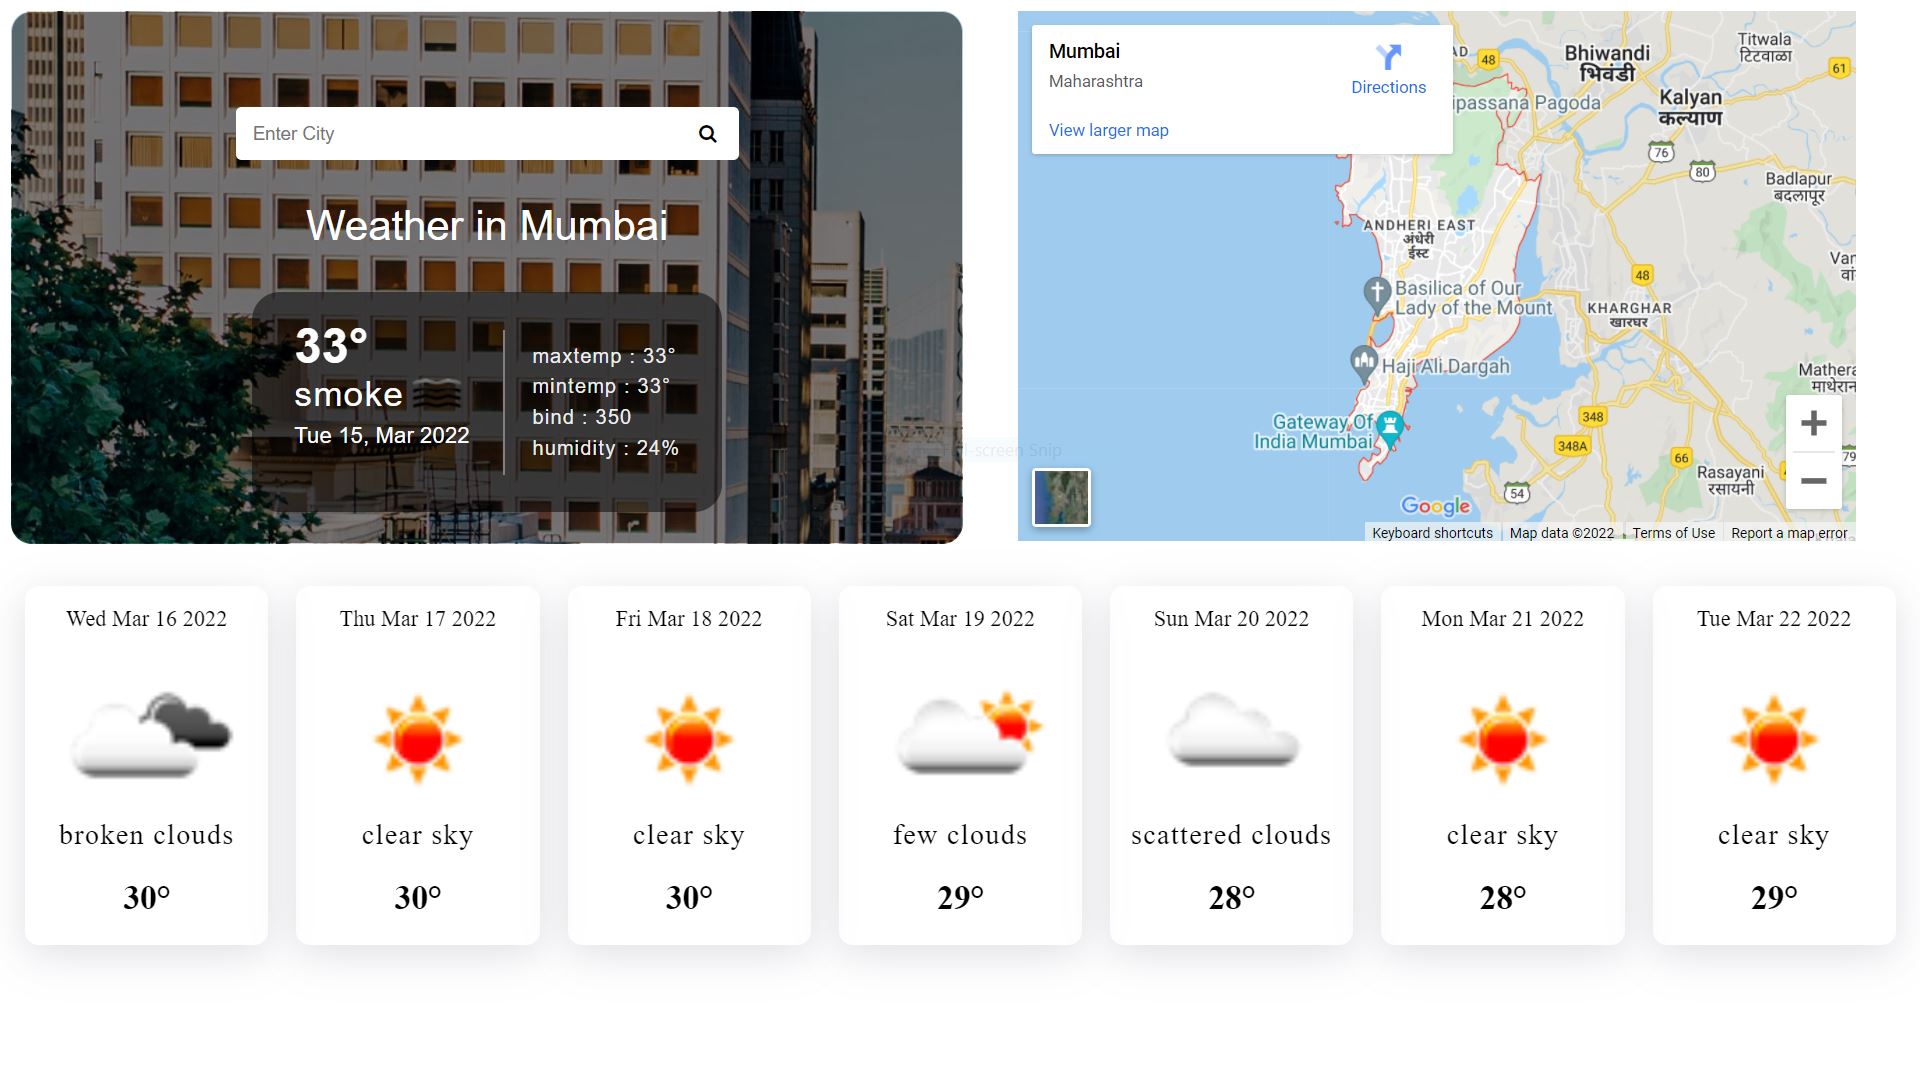 Enter City
Weather in Mumbai
33°
smoke
Tue 15, Mar 2022
maxtemp : 33°
mintemp : 33°
bind : 350
humidity : 24%
Mumbai
Maharashtra
Directions
View larger map
AD
48
ipassana Pagoda
Bhiwandi
भिवंडी
Titwala
टिटवाळा
61
Kalyan
कल्याण
76
80
Badlapur
बदलापूर
ANDHERI EAST
अंधेरी
ईस्ट
48
Basilica of Our
Lady of the Mount
KHARGHAR
खारघर
Haji Ali Dargah
Gateway Of
India Mumbai
348
348A
66
79
Rasayani
रसायनी
54
Google
Keyboard shortcuts
Map data ©2022
Terms of Use
Report a map error
-screen Snip
Wed Mar 16 2022
broken clouds
30°
Thu Mar 17 2022
clear sky
30°
Fri Mar 18 2022
clear sky
30°
Sat Mar 19 2022
few clouds
29°
Sun Mar 20 2022
scattered clouds
28°
Mon Mar 21 2022
clear sky
28°
Tue Mar 22 2022
clear sky
29°